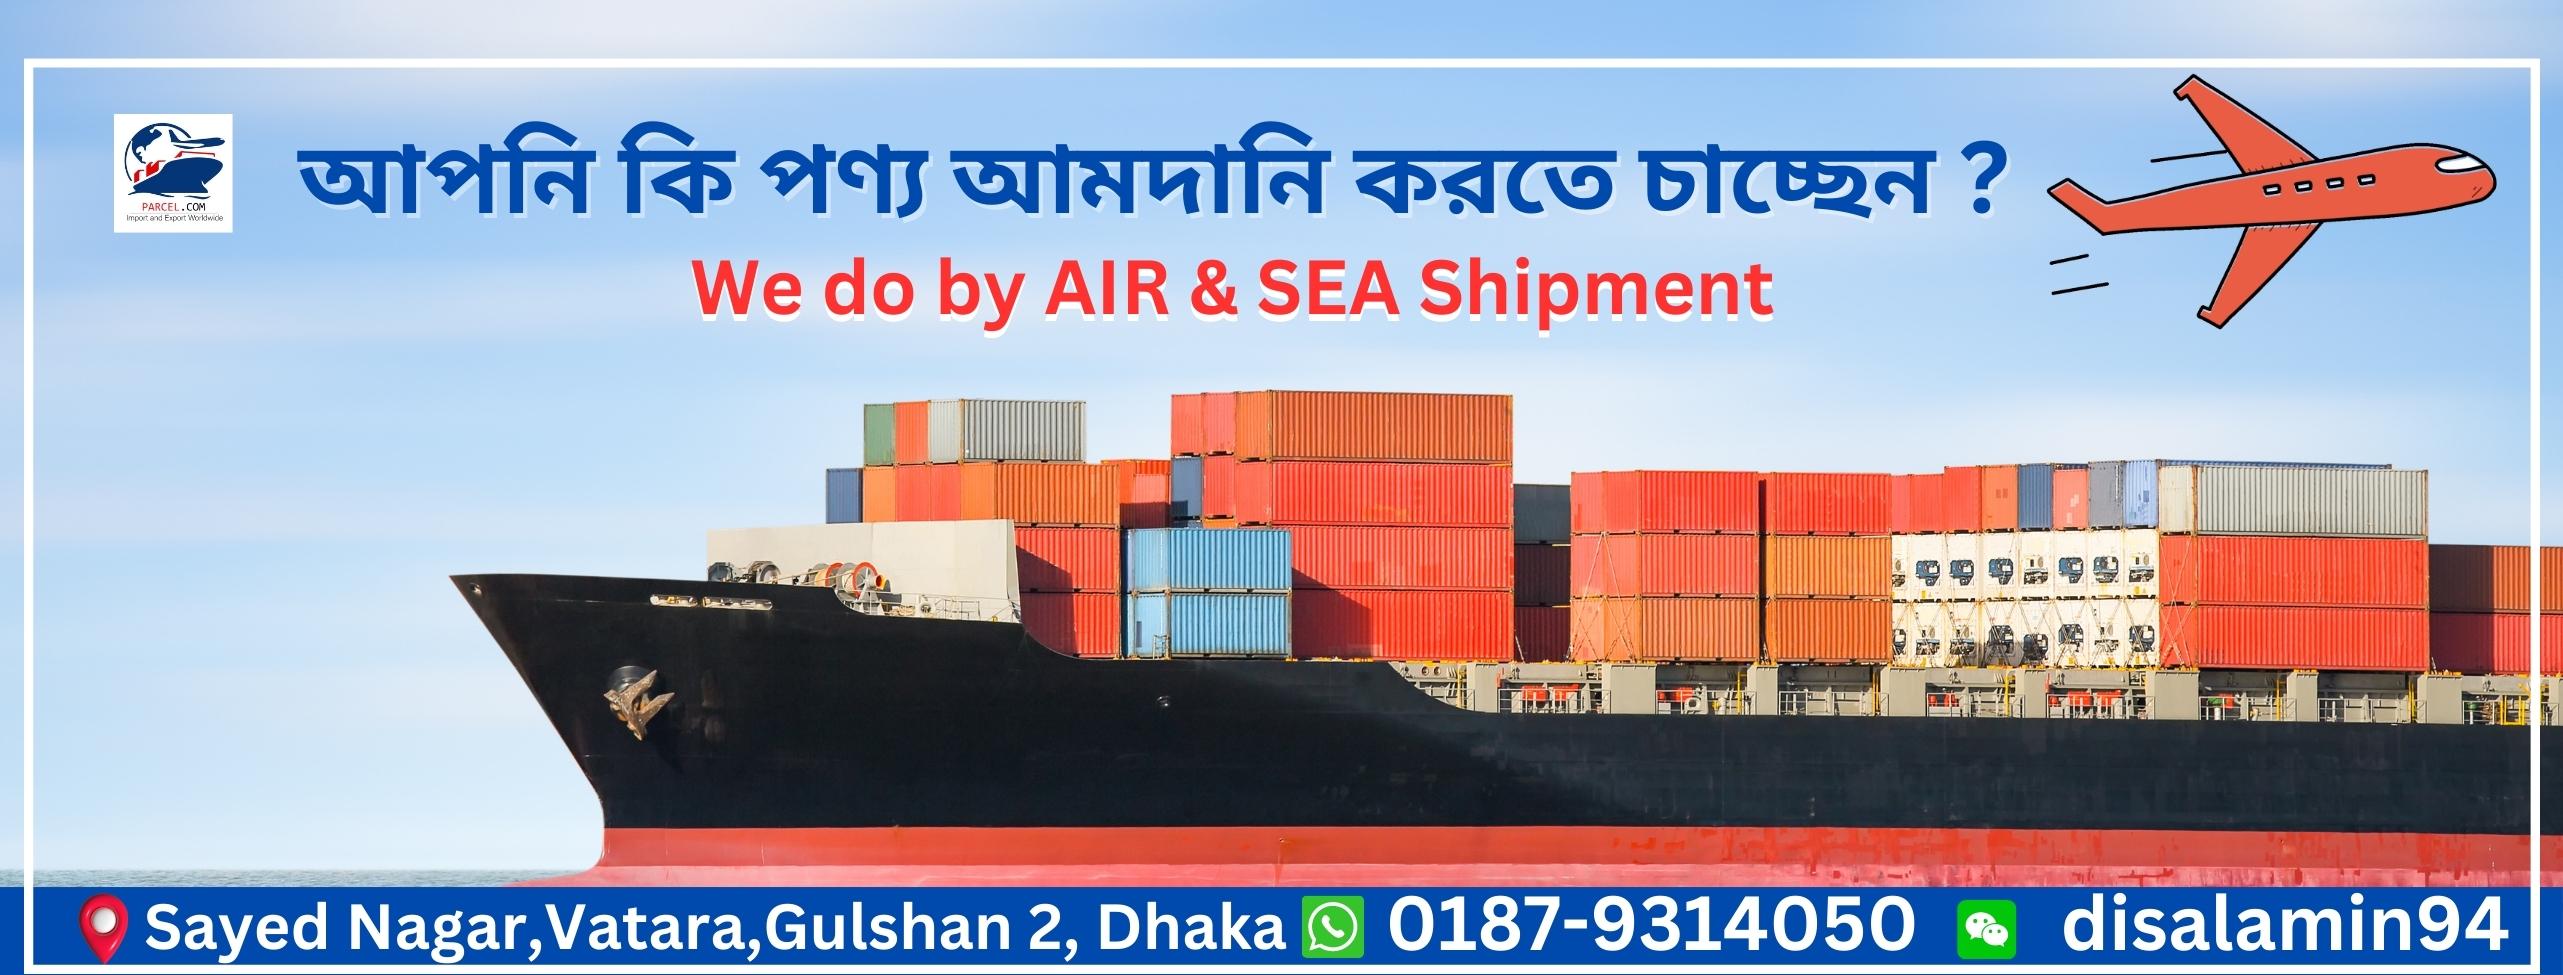 আপনি কি পণ্য আমদানি করতে চাচ্ছেন ?
PARCEL.COM
Import and Export Worldwide
We do by AIR & SEA Shipment
Sayed Nagar,Vatara,Gulshan 2, Dhaka 0187-9314050 disalamin94